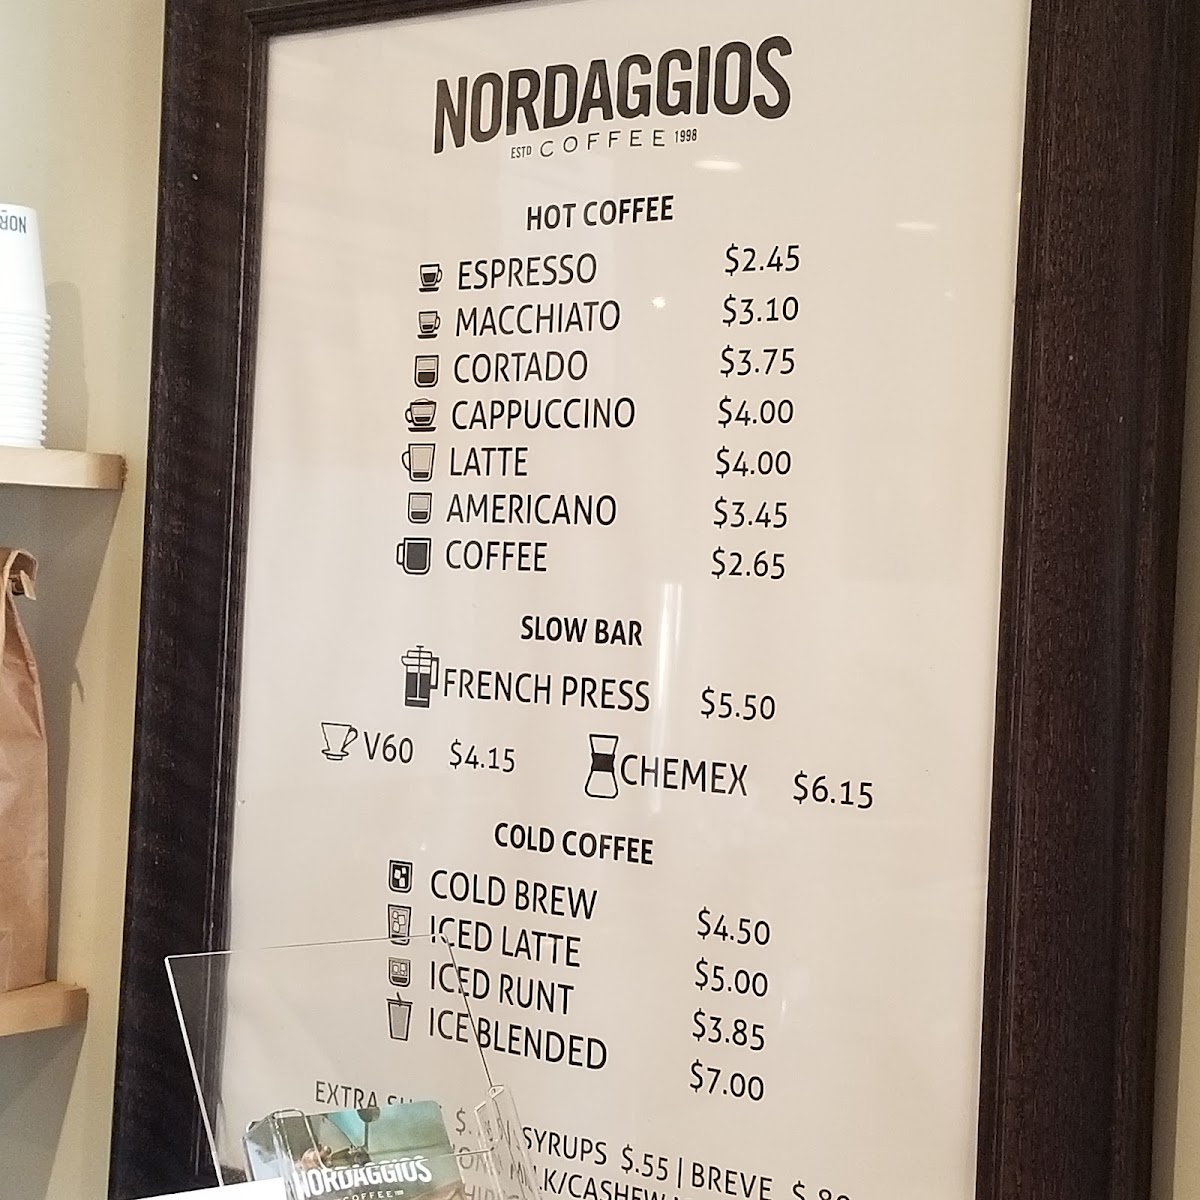 NORDAGGIOS
ESTD COFFEE 1998
HOT COFFEE
ESPRESSO $2.45
MACCHIATO $3.10
CORTADO $3.75
CAPPUCCINO $4.00
LATTE $4.00
AMERICANO $3.45
COFFEE $2.65
SLOW BAR
FRENCH PRESS $5.50
V60 $4.15 CHEMEX $6.15
COLD COFFEE
COLD BREW $4.50
ICED LATTE $5.00
ICED RUNT $3.85
ICE BLENDED $7.00
EXTRA SYRUPS $.55 | BREVE
NORDAGGIOS
COFFEE